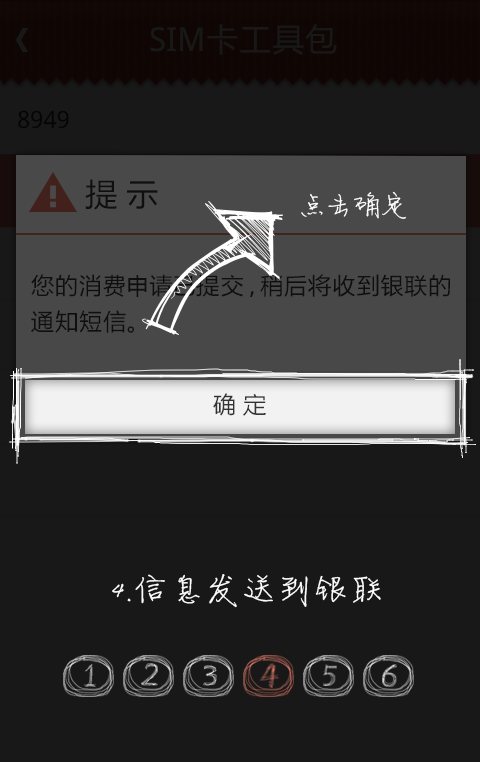 SIM卡工具包
8949
提示
点击确定
您的消费申请已提交，稍后将收到银联的
通知短信。
确定
4.信息发送到银联
1 2 3 4 5 6